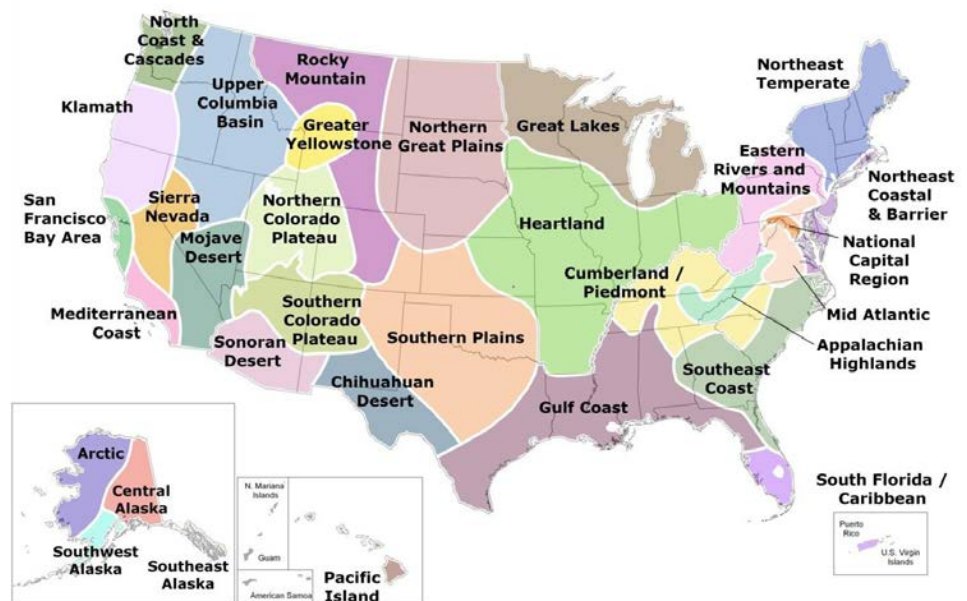 North
Coast &
Cascades
Klamath
Upper
Columbia
Basin
Rocky
Mountain
Greater
Yellowstone
Northern
Great Plains
Great Lakes
Northeast
Temperate
Eastern
Rivers and
Mountains
Northeast
Coastal
& Barrier
San
Francisco
Bay Area
Sierra
Nevada
Mojave
Desert
Northern
Colorado
Plateau
Heartland
National
Capital
Region
Cumberland /
Piedmont
Mediterranean
Coast
Sonoran
Desert
Southern
Colorado
Plateau
Southern Plains
Mid Atlantic
Appalachian
Highlands
Chihuahuan
Desert
Gulf Coast
Southeast
Coast
South Florida /
Caribbean
Arctic
Central
Alaska
Southwest
Alaska
Southeast
Alaska
N. Mariana
Islands
Guam
American Samoa
Pacific
Island
Puerto
Rico
U.S. Virgin
Islands